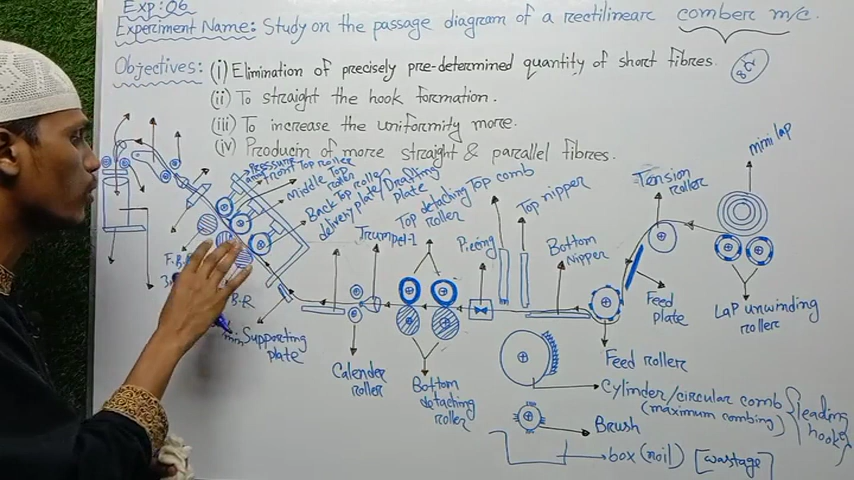 Exp: 06
Experiment Name: Study on the passage diagram of a rectilinear comber m/c.
Objectives: (i) Elimination of precisely pre-determined quantity of short fibres.
(ii) To straight the hook formation.
(iii) To increase the uniformity more.
(iv) Producin of more straight & parallel fibres.
mini lap
Tension
roller
Pressure
Front Top roller
Middle Top
roller
Back Top roller
delivery plate/Drafting
plate
Top detaching
roller
Top comb
Top nipper
Trumpet-1
Piecing
Bottom
nipper
Feed
plate
Lap unwinding
roller
B.R
Supporting
plate
Calender
roller
Bottom
detaching
roller
Feed roller
Cylinder/circular comb
(maximum combing)
leading
hook
Brush
box (noil) [wastage]